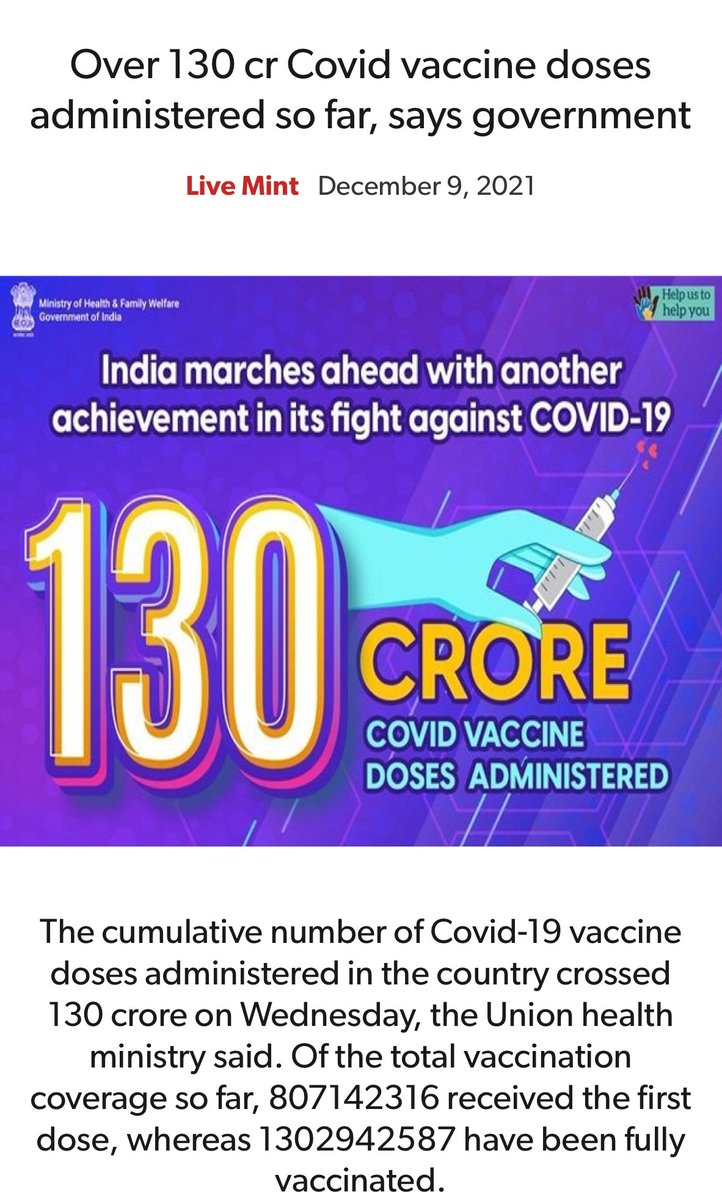 Over 130 cr Covid vaccine doses
administered so far, says government
Live Mint December 9, 2021
Ministry of Health & Family Welfare
Government of India
Help us to
help you
India marches ahead with another
achievement in its fight against COVID-19
130
CRORE
COVID VACCINE
DOSES ADMINISTERED
The cumulative number of Covid-19 vaccine
doses administered in the country crossed
130 crore on Wednesday, the Union health
ministry said. Of the total vaccination
coverage so far, 807142316 received the first
dose, whereas 1302942587 have been fully
vaccinated.